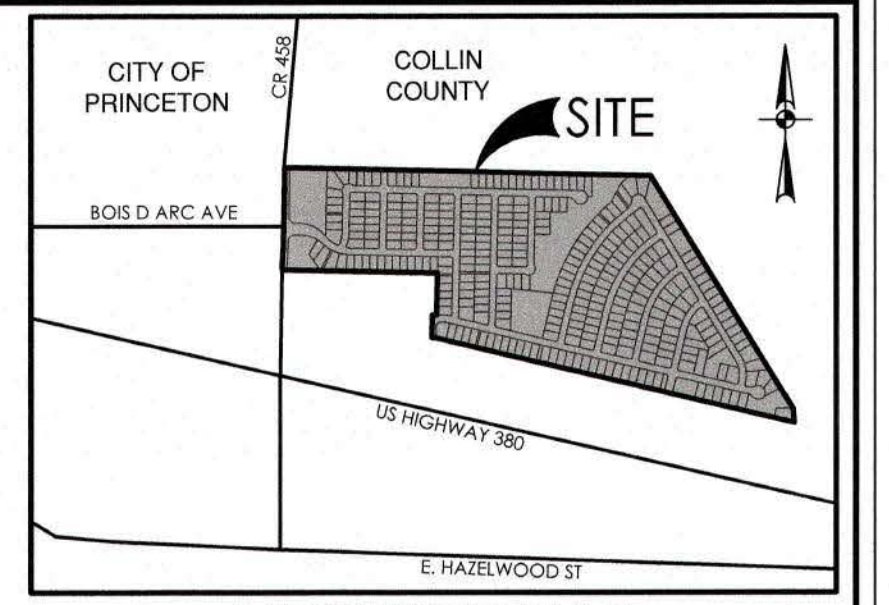 CITY OF
PRINCETON
CR 458
COLLIN
COUNTY
SITE
BOIS D ARC AVE
US HIGHWAY 380
E. HAZELWOOD ST